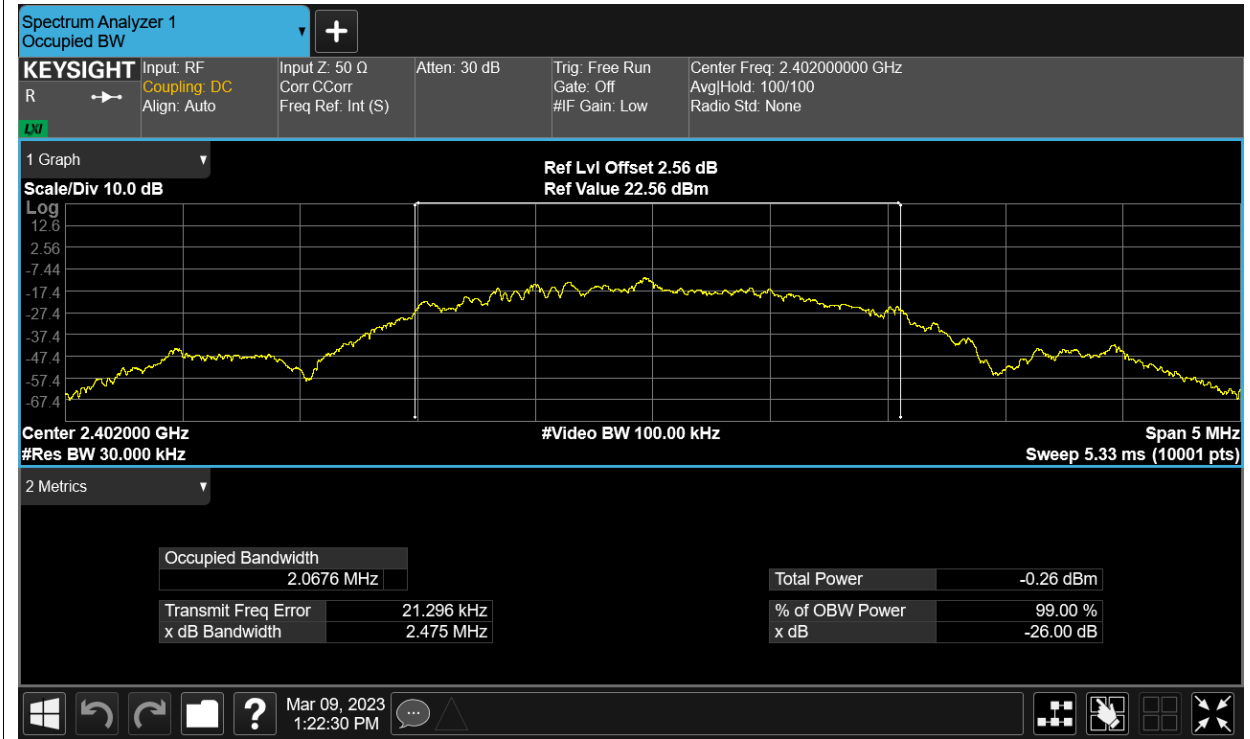 Spectrum Analyzer 1
Occupied BW
KEYSIGHT
R
LXI
Input: RF
Coupling: DC
Align: Auto
Input Z: 50 Ω
Corr CCorr
Freq Ref: Int (S)
Atten: 30 dB
Trig: Free Run
Gate: Off
#IF Gain: Low
Center Freq: 2.402000000 GHz
Avg|Hold: 100/100
Radio Std: None
1 Graph
Scale/Div 10.0 dB
Ref Lvl Offset 2.56 dB
Ref Value 22.56 dBm
Log
12.6
2.56
-7.44
-17.4
-27.4
-37.4
-47.4
-57.4
-67.4
Center 2.402000 GHz
#Video BW 100.00 kHz
Span 5 MHz
#Res BW 30.000 kHz
Sweep 5.33 ms (10001 pts)
2 Metrics
Occupied Bandwidth
2.0676 MHz
Total Power -0.26 dBm
Transmit Freq Error 21.296 kHz
% of OBW Power 99.00 %
x dB Bandwidth 2.475 MHz
x dB -26.00 dB
?
Mar 09, 2023
1:22:30 PM